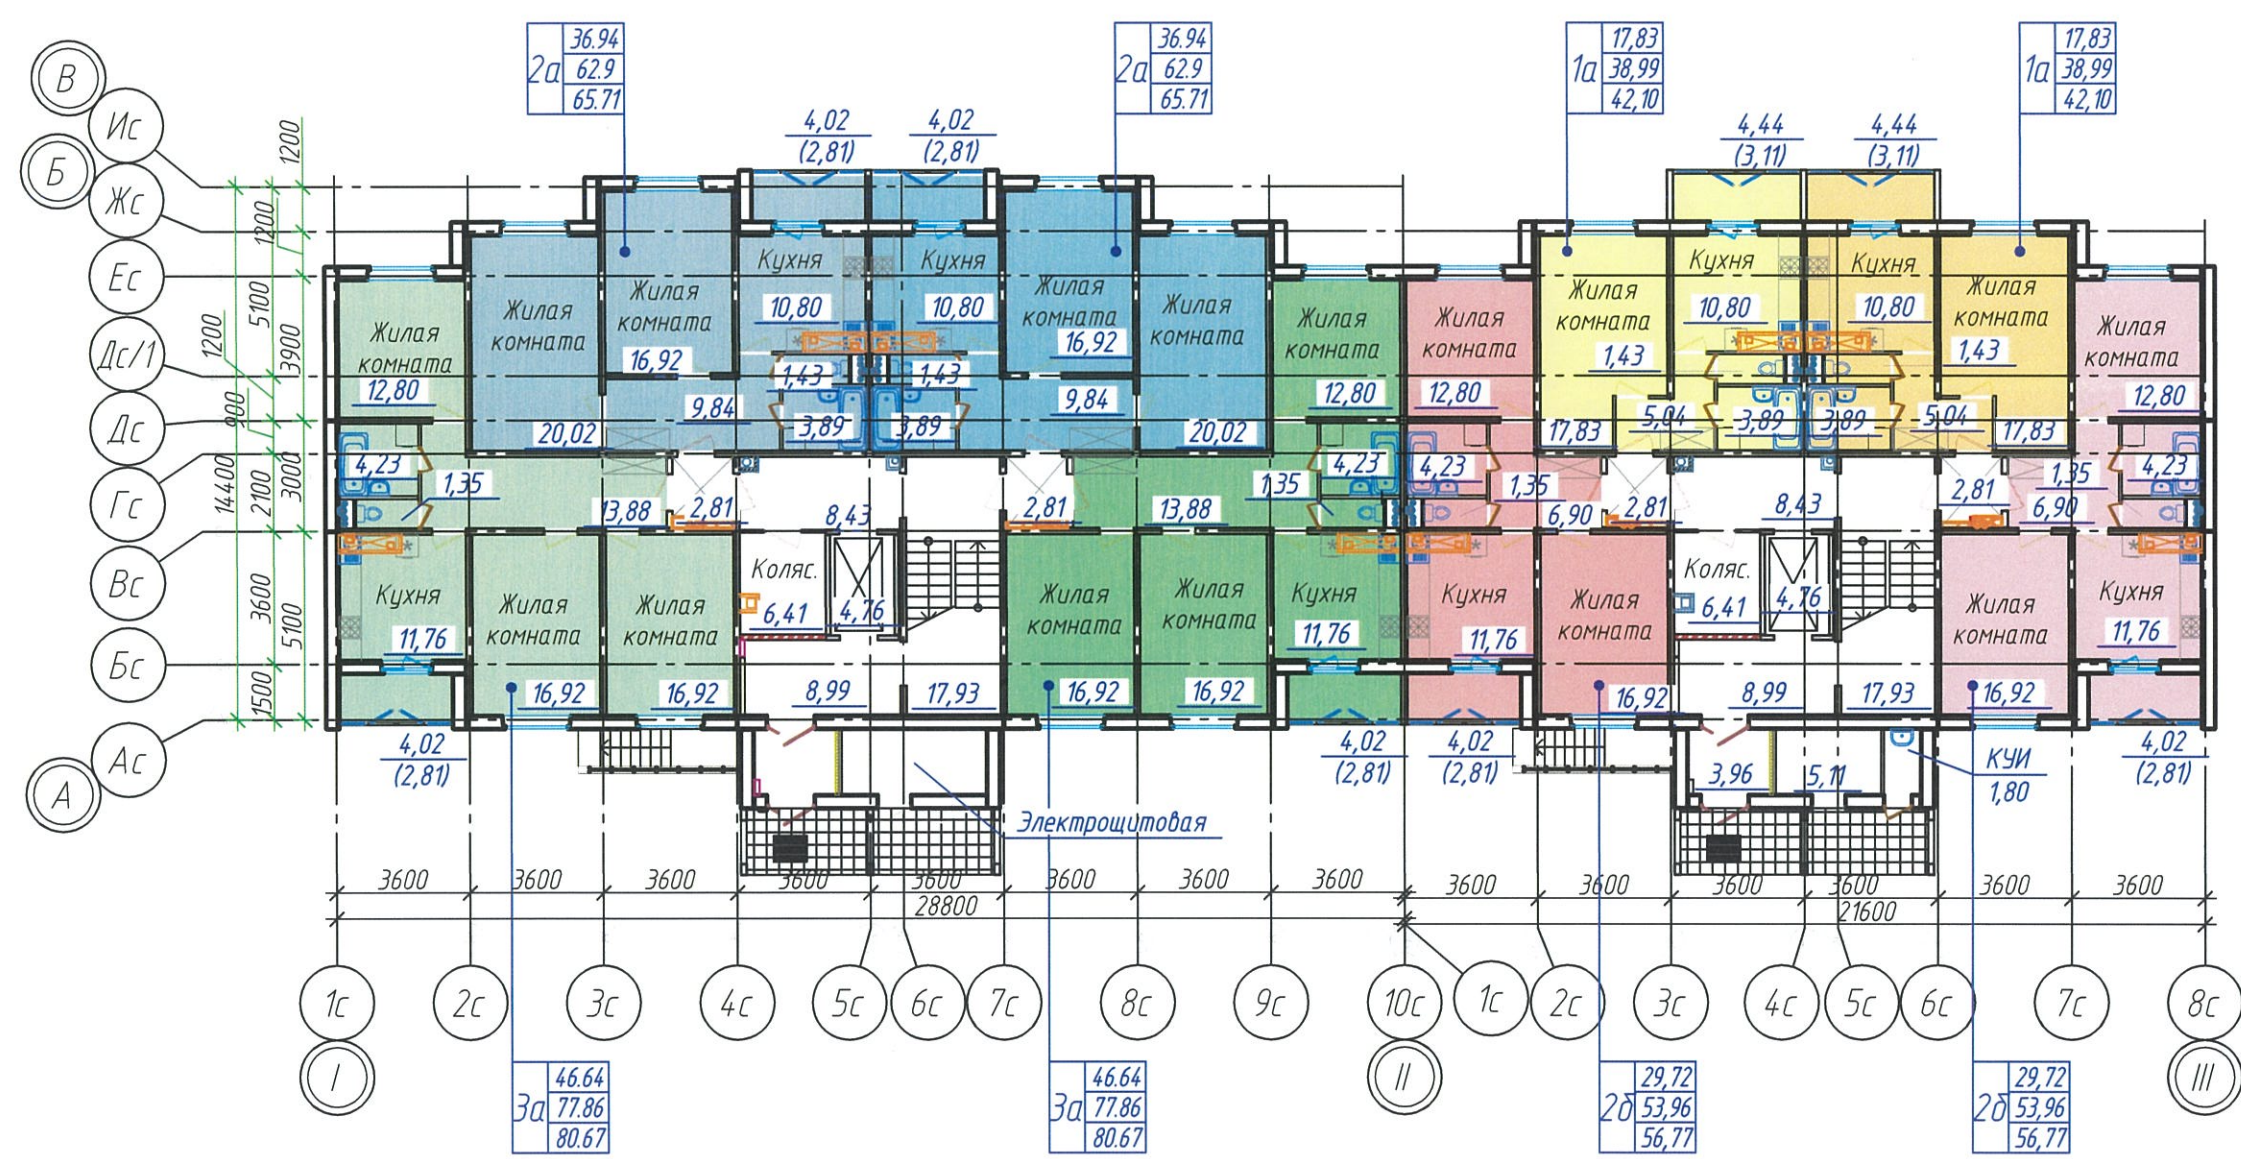 36.94
2а 62.9
65.71
36.94
2а 62.9
65.71
17,83
1а 38,99
42,10
17,83
1а 38,99
42,10
В
Ис
Б
Жс
Ес
Дс/1
Дс
Гс
Вс
Бс
Ас
А
1200
1200
5100
3900
1200
900
14400
2100
3000
3600
5100
1500
4,02
(2,81)
4,02
(2,81)
4,44
(3,11)
4,44
(3,11)
Жилая
комната
12,80
Жилая
комната
20,02
Жилая
комната
16,92
Кухня
10,80
1,43
9,84
3,89
Кухня
10,80
1,43
3,89
Жилая
комната
16,92
9,84
Жилая
комната
20,02
Жилая
комната
12,80
Жилая
комната
12,80
Жилая
комната
1,43
17,83
Кухня
10,80
5,04
3,89
Кухня
10,80
3,89
5,04
Жилая
комната
1,43
17,83
Жилая
комната
12,80
4,23
1,35
13,88
2,81
8,43
2,81
13,88
1,35
4,23
4,23
1,35
6,90
2,81
8,43
2,81
1,35
6,90
4,23
Кухня
11,76
Жилая
комната
16,92
Жилая
комната
16,92
Коляс.
6,41
4,76
8,99
17,93
Жилая
комната
16,92
Жилая
комната
16,92
Кухня
11,76
Кухня
11,76
Жилая
комната
16,92
Коляс.
6,41
4,76
8,99
17,93
Жилая
комната
16,92
Кухня
11,76
4,02
(2,81)
4,02
(2,81)
4,02
(2,81)
3,96
5,11
КУИ
1,80
4,02
(2,81)
Электрощитовая
3600 3600 3600 3600 3600 3600 3600 3600 3600 3600 3600 3600 3600 3600
28800 21600
1с 2с 3с 4с 5с 6с 7с 8с 9с 10с 1с 2с 3с 4с 5с 6с 7с 8с
I II III
46.64
3а 77.86
80.67
46.64
3а 77.86
80.67
29,72
2б 53,96
56,77
29,72
2б 53,96
56,77